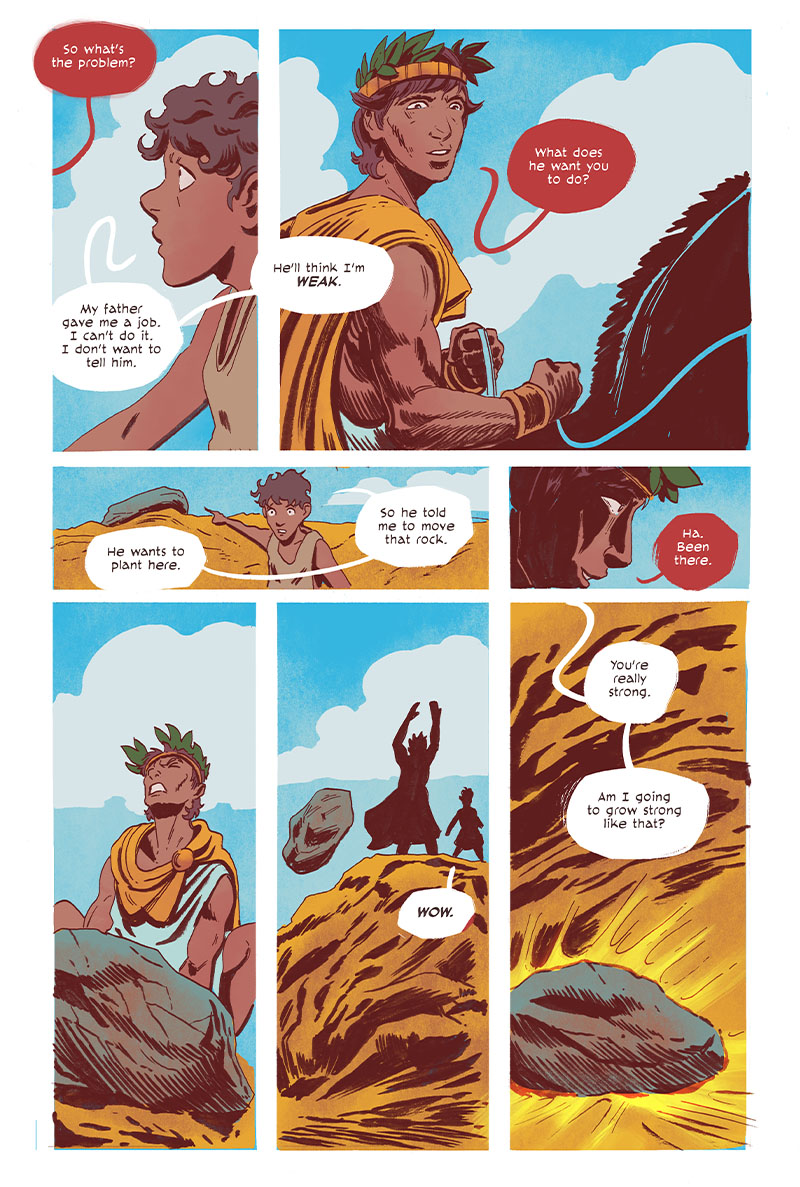 So what's
the problem?
My father
gave me a job.
I can't do it.
I don't want to
tell him.
He'll think I'm
WEAK.
What does
he want you
to do?
He wants to
plant here.
So he told
me to move
that rock.
Ha.
Been
there.
WOW.
You're
really
strong.
Am I going
to grow strong
like that?